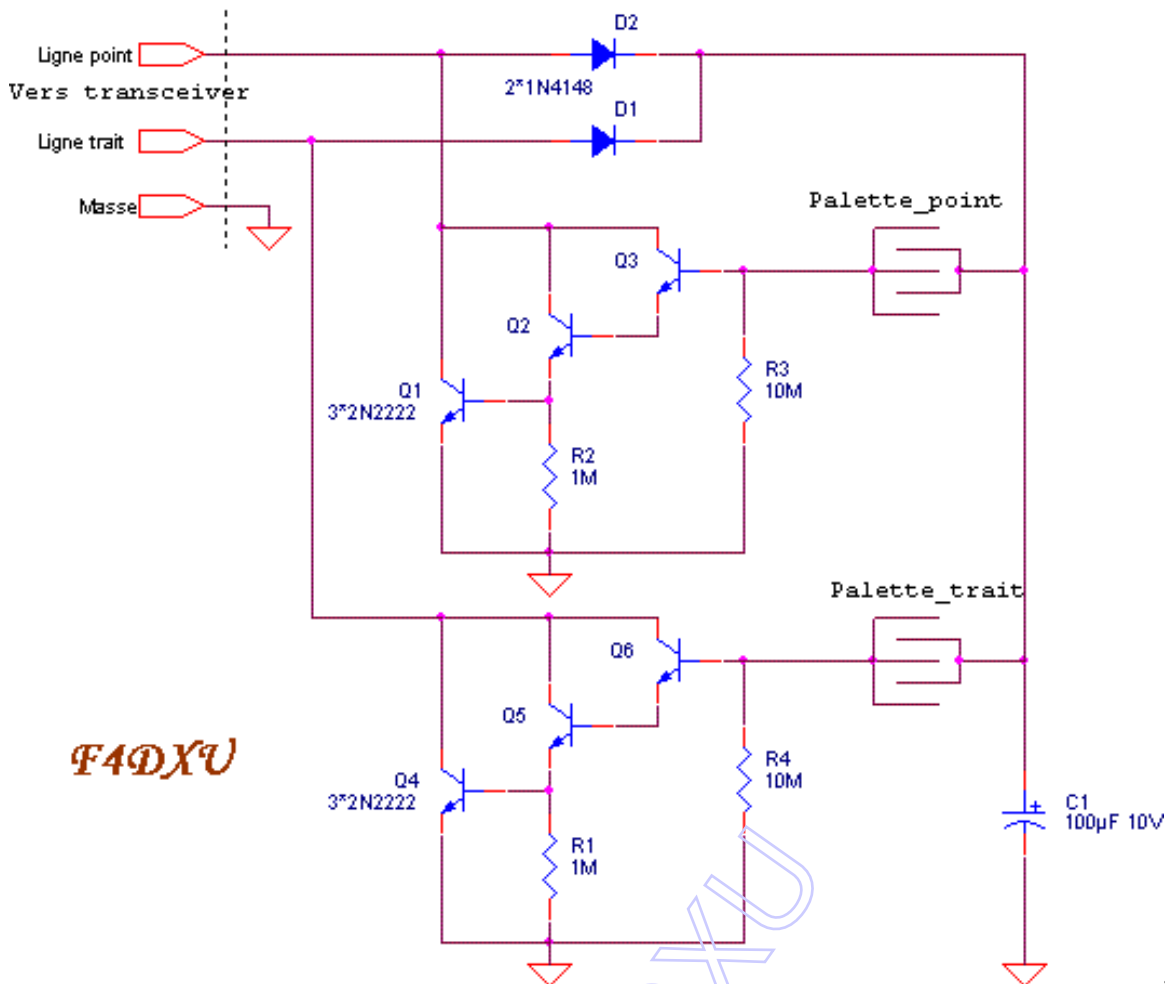 D2
Ligne point
Vers transceiver
2*1N4148
D1
Ligne trait
Masse
Palette_point
Q3
Q2
R3
10M
Q1
3*2N2222
R2
1M
Palette_trait
Q6
Q5
F4DXU
R4
10M
Q4
3*2N2222
C1
100µF 10V
R1
1M
XU